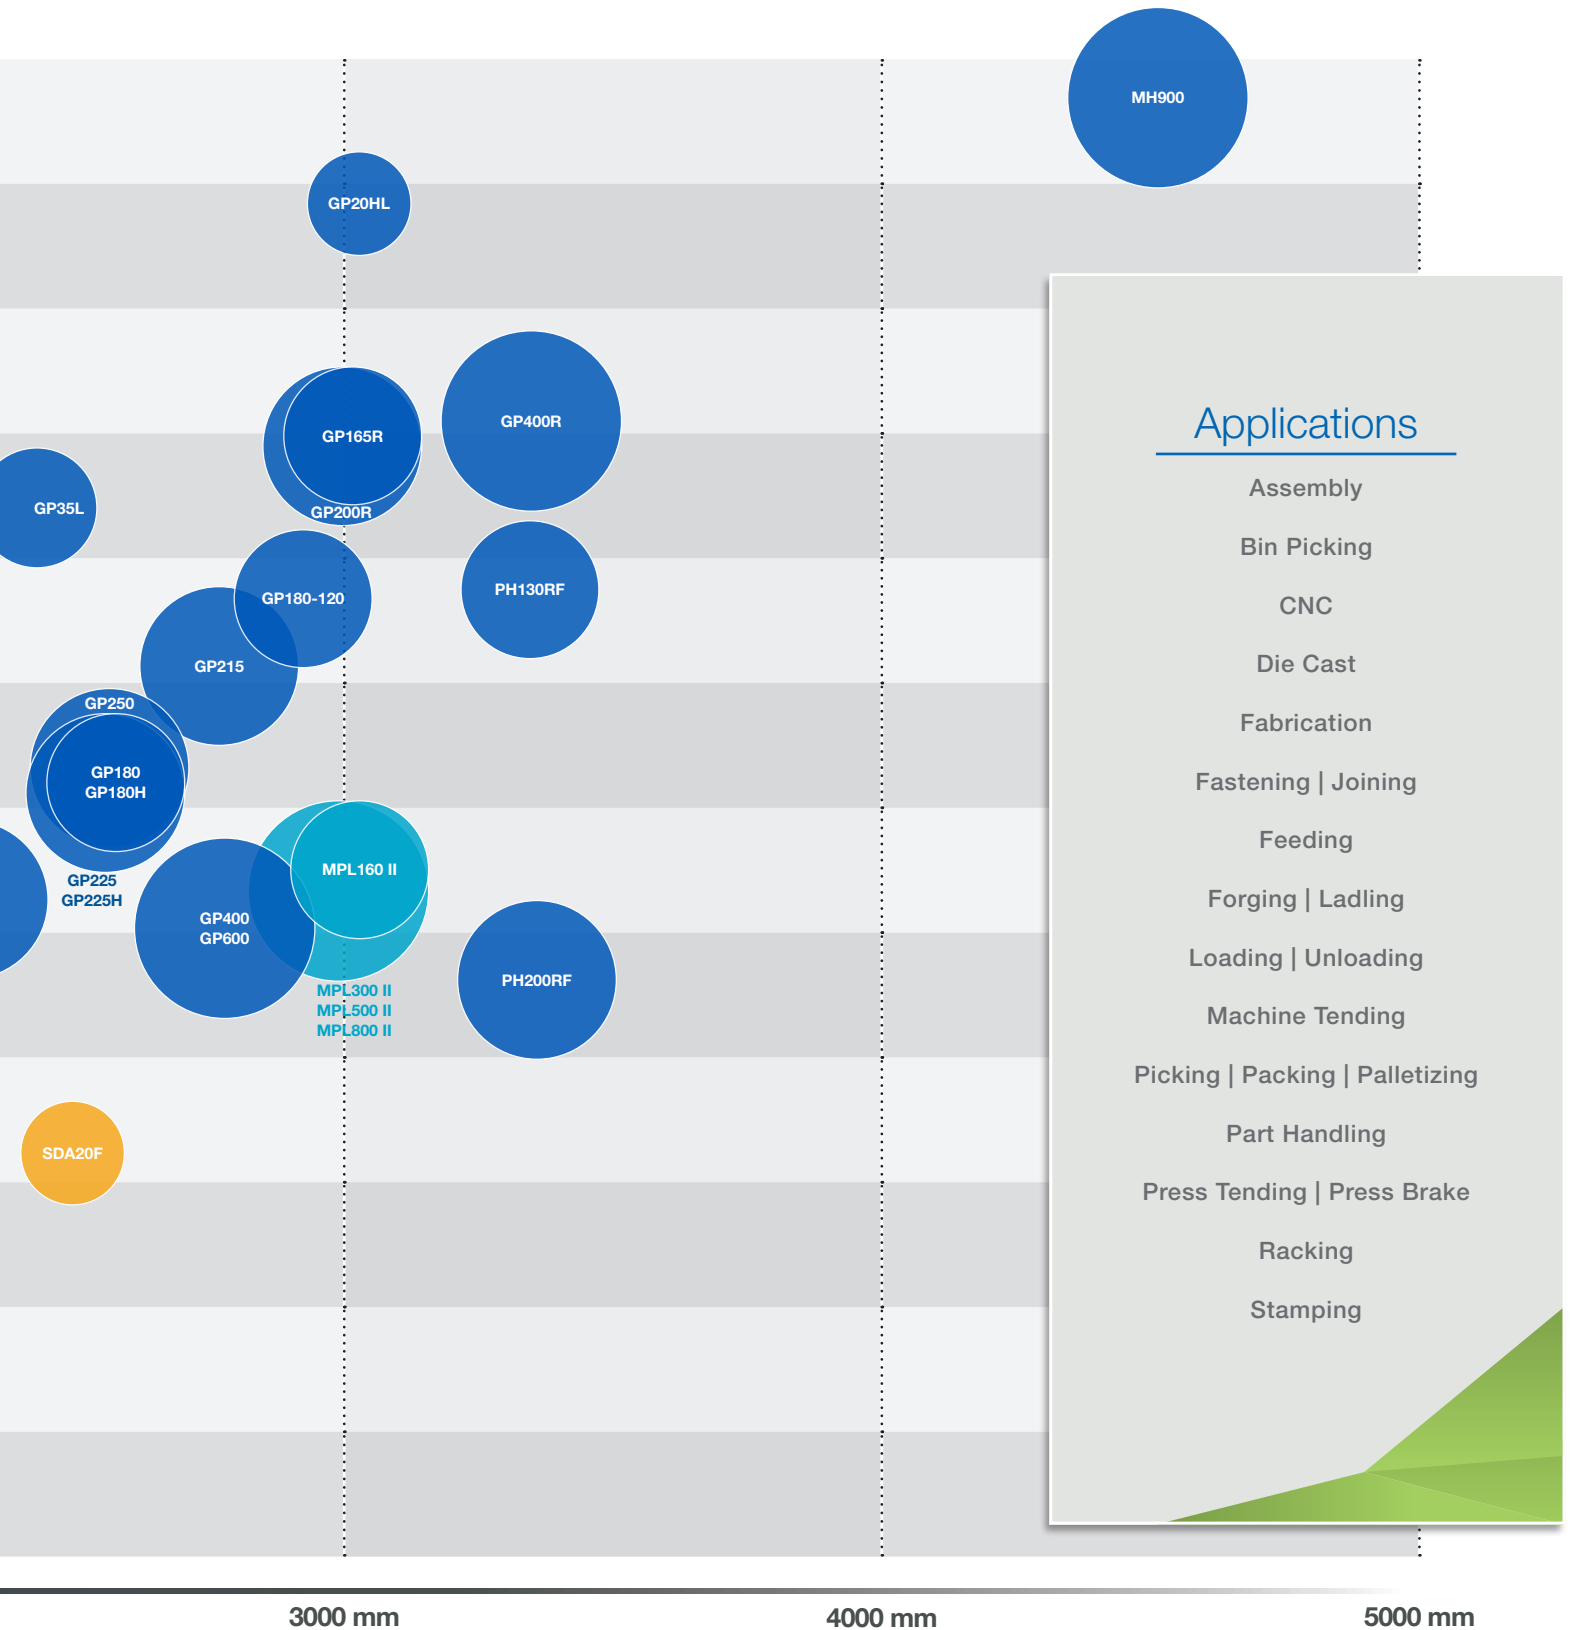 MH900
GP20HL
GP165R
GP400R
GP35L
GP200R
GP180-120
PH130RF
GP215
GP250
GP180
GP180H
GP225
GP225H
MPL160 II
GP400
GP600
PH200RF
MPL300 II
MPL500 II
MPL800 II
SDA20F
Applications
Assembly
Bin Picking
CNC
Die Cast
Fabrication
Fastening | Joining
Feeding
Forging | Ladling
Loading | Unloading
Machine Tending
Picking | Packing | Palletizing
Part Handling
Press Tending | Press Brake
Racking
Stamping
3000 mm
4000 mm
5000 mm